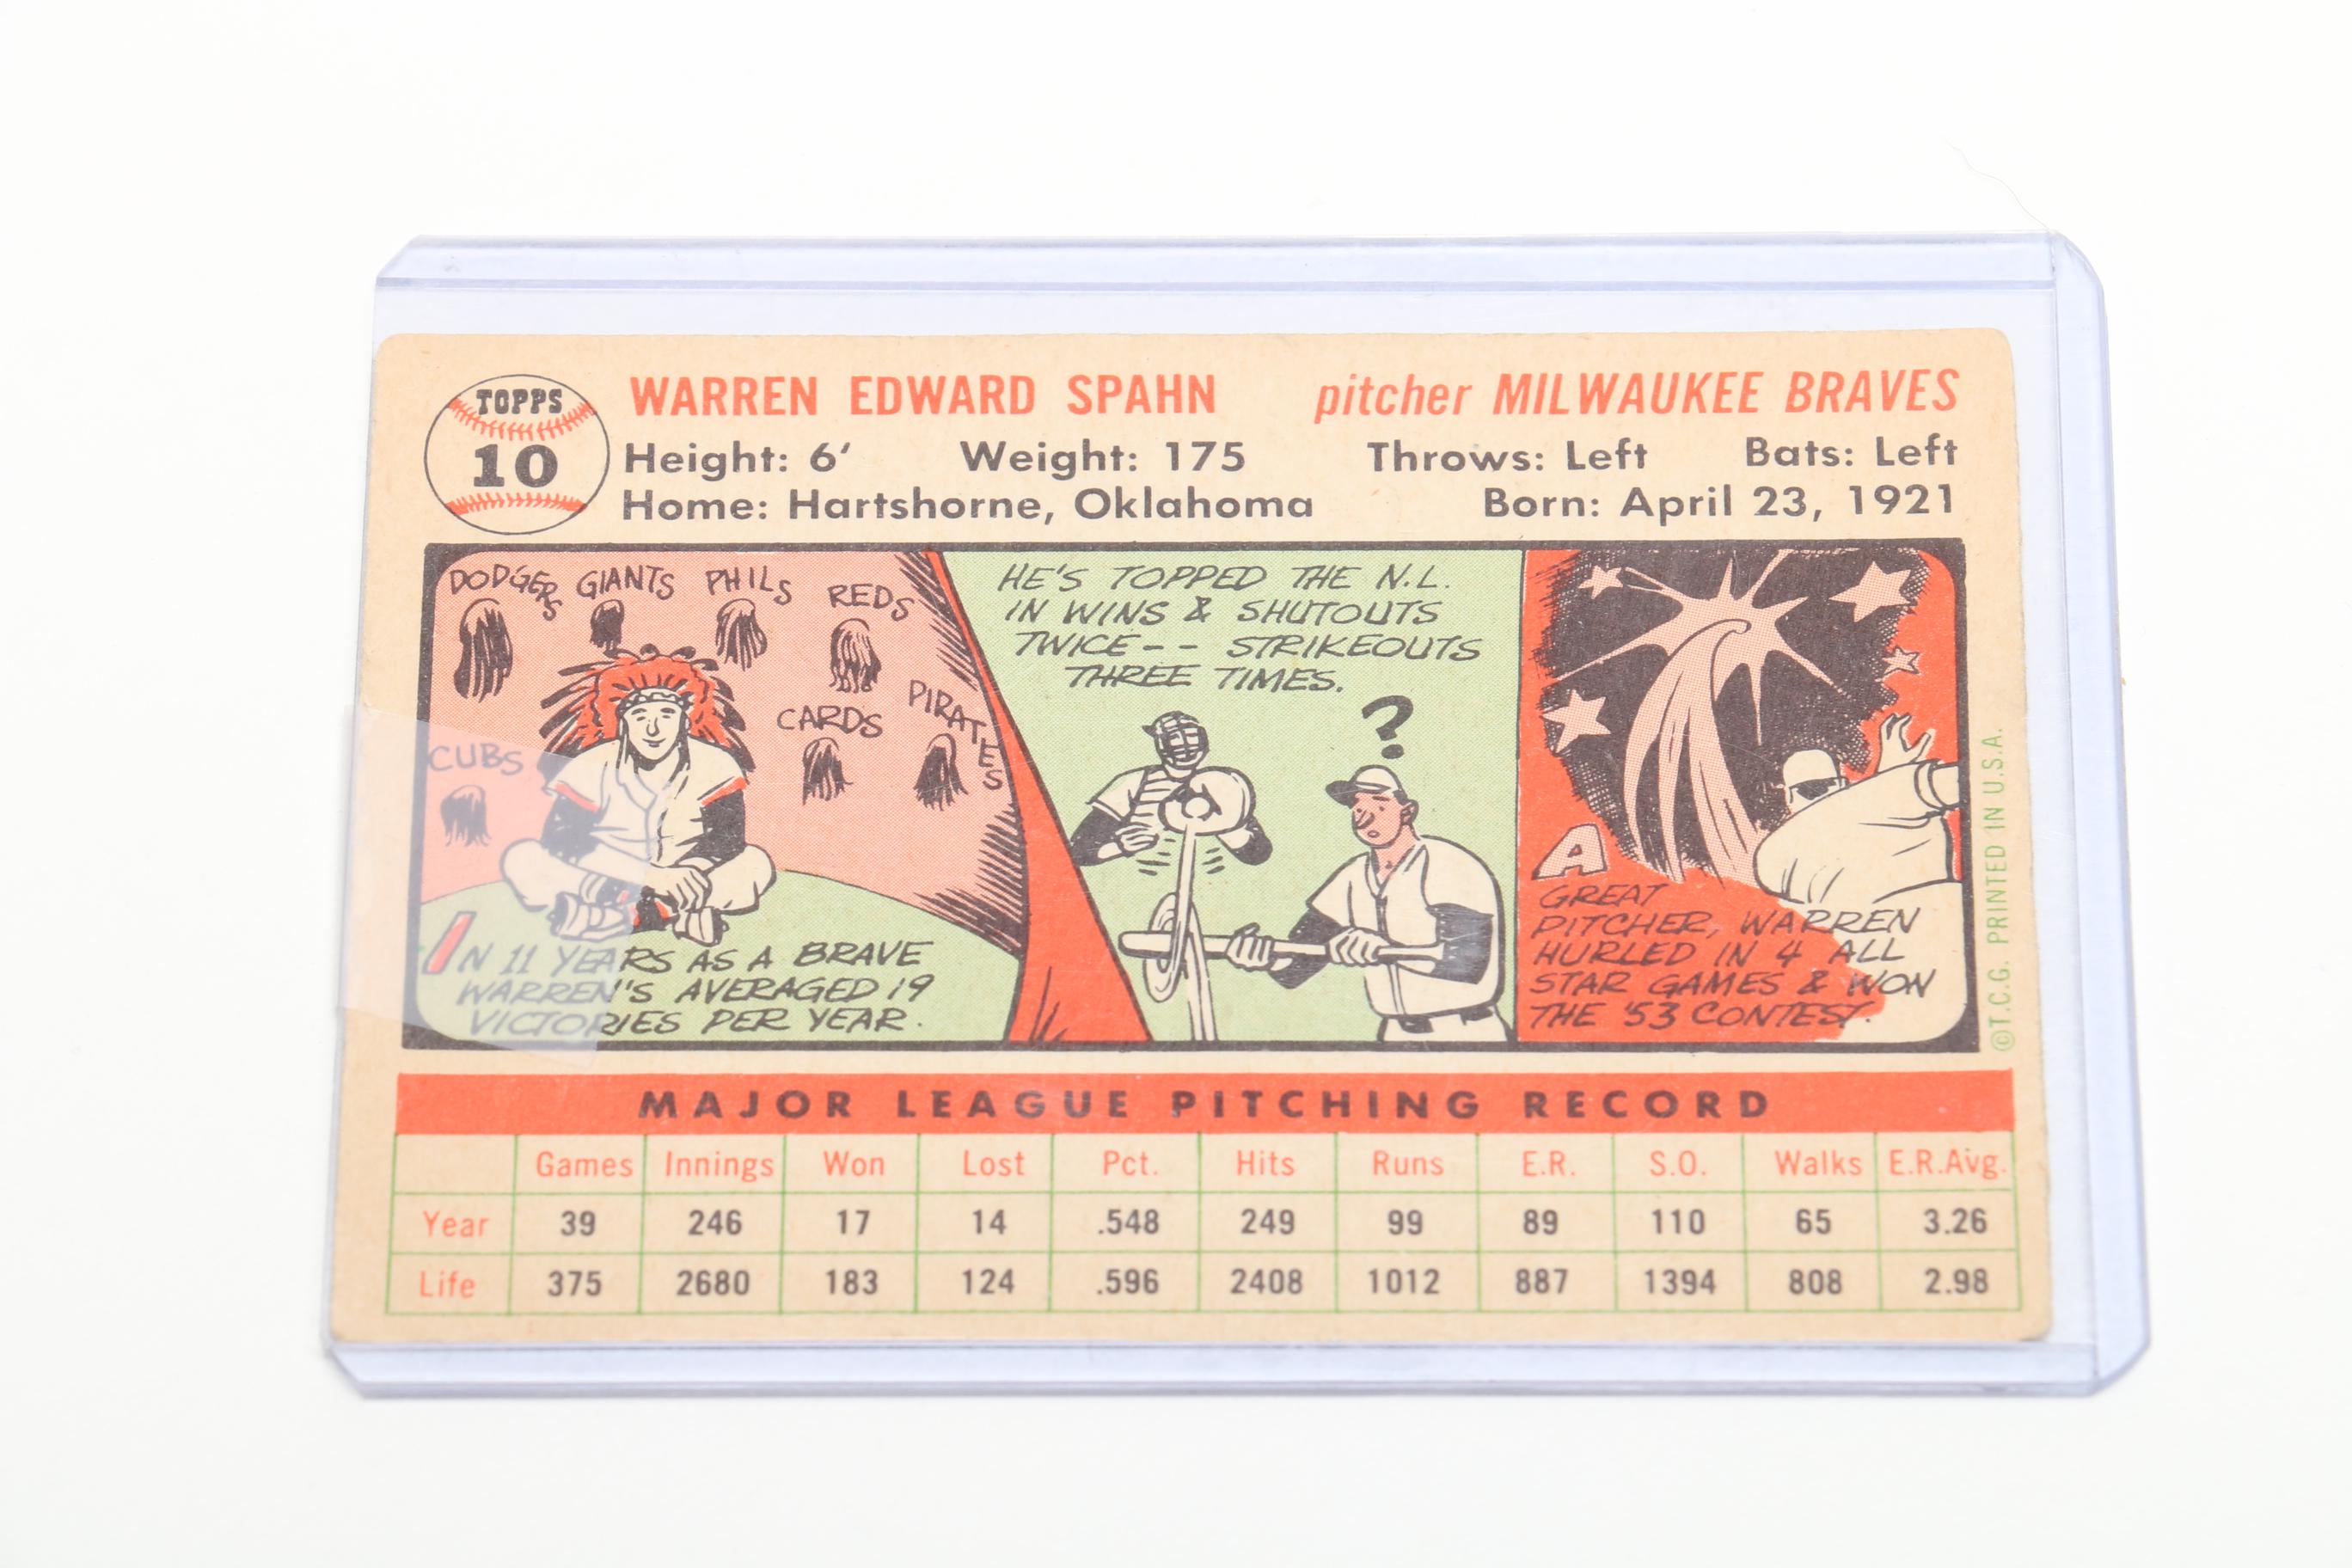 TOPPS
10
WARREN EDWARD SPAHN pitcher MILWAUKEE BRAVES
Height: 6' Weight: 175 Throws: Left Bats: Left
Home: Hartshorne, Oklahoma Born: April 23, 1921
DODGERS GIANTS PHILS REDS
CARDS PIRATES
CUBS
IN 11 YEARS AS A BRAVE
WARREN'S AVERAGED 19
VICTORIES PER YEAR.
HE'S TOPPED THE N.L.
IN WINS & SHUTOUTS
TWICE-- STRIKEOUTS
THREE TIMES.
?
A
GREAT
PITCHER, WARREN
HURLED IN 4 ALL
STAR GAMES & WON
THE '53 CONTEST.
©T.C.G. PRINTED IN U.S.A.
MAJOR LEAGUE PITCHING RECORD
Games Innings Won Lost Pct. Hits Runs E.R. S.O. Walks E.R.Avg.
Year 39 246 17 14 .548 249 99 89 110 65 3.26
Life 375 2680 183 124 .596 2408 1012 887 1394 808 2.98